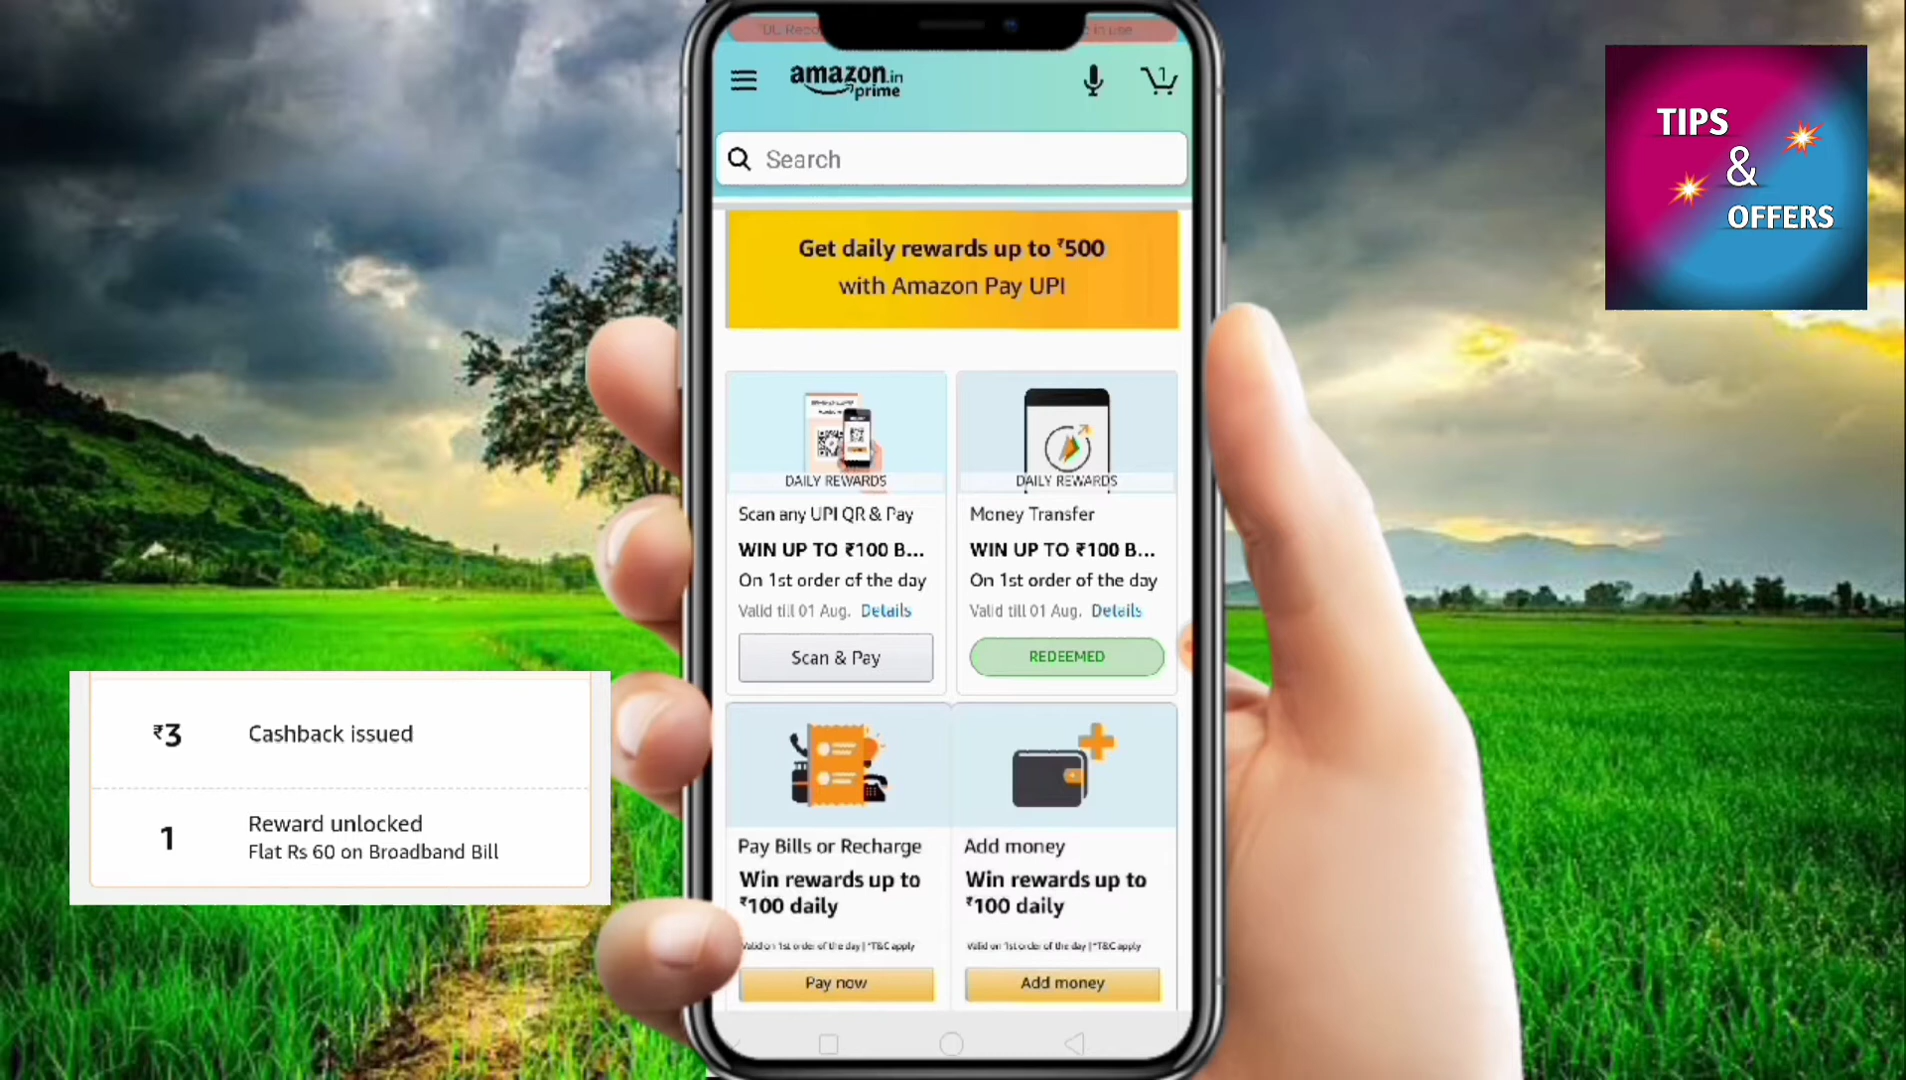 amazon.in
prime
1
Search
TIPS
&
OFFERS
Get daily rewards up to ₹500
with Amazon Pay UPI
DAILY REWARDS
Scan any UPI QR & Pay
WIN UP TO ₹100 B...
On 1st order of the day
Valid till 01 Aug. Details
Scan & Pay
DAILY REWARDS
Money Transfer
WIN UP TO ₹100 B...
On 1st order of the day
Valid till 01 Aug. Details
REDEEMED
Pay Bills or Recharge
Win rewards up to
₹100 daily
Valid on 1st order of the day | *T&C apply
Pay now
Add money
Win rewards up to
₹100 daily
Valid on 1st order of the day | *T&C apply
Add money
₹3 Cashback issued
1 Reward unlocked
Flat Rs 60 on Broadband Bill